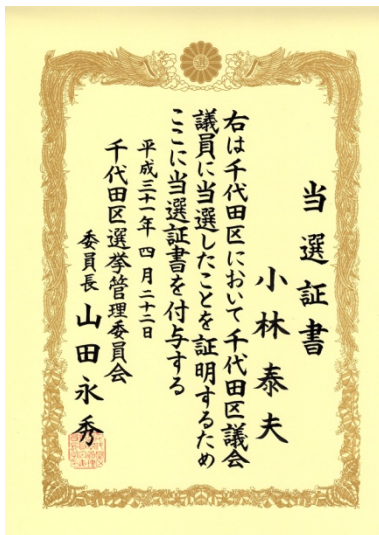 当選証書
小林泰夫
右は千代田区において千代田区議会
議員に当選したことを証明するため
ここに当選証書を付与する
平成三十一年四月二十二日
千代田区選挙管理委員会
委員長 山田永秀